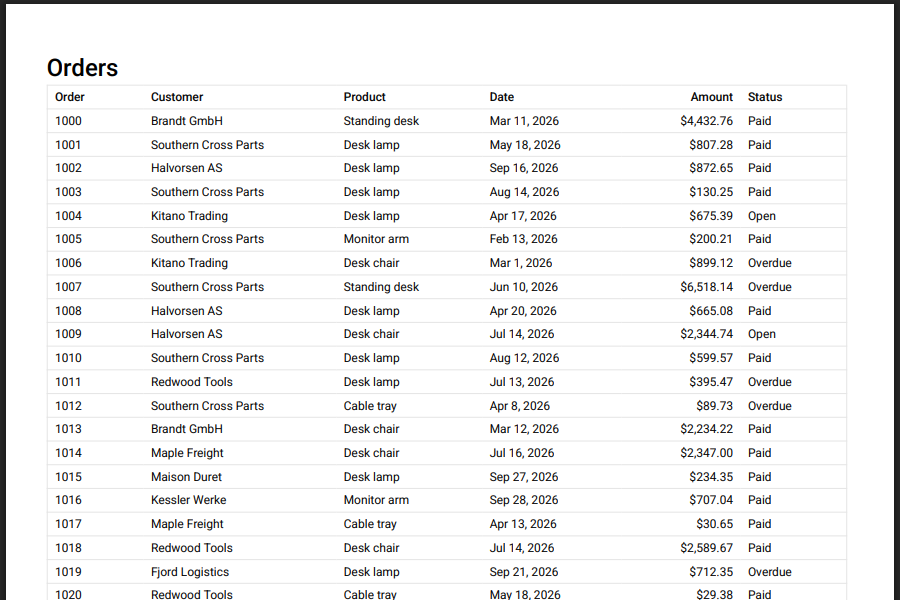 Orders
Order Customer Product Date Amount Status
1000 Brandt GmbH Standing desk Mar 11, 2026 $4,432.76 Paid
1001 Southern Cross Parts Desk lamp May 18, 2026 $807.28 Paid
1002 Halvorsen AS Desk lamp Sep 16, 2026 $872.65 Paid
1003 Southern Cross Parts Desk lamp Aug 14, 2026 $130.25 Paid
1004 Kitano Trading Desk lamp Apr 17, 2026 $675.39 Open
1005 Southern Cross Parts Monitor arm Feb 13, 2026 $200.21 Paid
1006 Kitano Trading Desk chair Mar 1, 2026 $899.12 Overdue
1007 Southern Cross Parts Standing desk Jun 10, 2026 $6,518.14 Overdue
1008 Halvorsen AS Desk lamp Apr 20, 2026 $665.08 Paid
1009 Halvorsen AS Desk chair Jul 14, 2026 $2,344.74 Open
1010 Southern Cross Parts Desk lamp Aug 12, 2026 $599.57 Paid
1011 Redwood Tools Desk lamp Jul 13, 2026 $395.47 Overdue
1012 Southern Cross Parts Cable tray Apr 8, 2026 $89.73 Overdue
1013 Brandt GmbH Desk chair Mar 12, 2026 $2,234.22 Paid
1014 Maple Freight Desk chair Jul 16, 2026 $2,347.00 Paid
1015 Maison Duret Desk lamp Sep 27, 2026 $234.35 Paid
1016 Kessler Werke Monitor arm Sep 28, 2026 $707.04 Paid
1017 Maple Freight Cable tray Apr 13, 2026 $30.65 Paid
1018 Redwood Tools Desk chair Jul 14, 2026 $2,589.67 Paid
1019 Fjord Logistics Desk lamp Sep 21, 2026 $712.35 Overdue
1020 Redwood Tools Cable tray May 18, 2026 $29.38 Paid